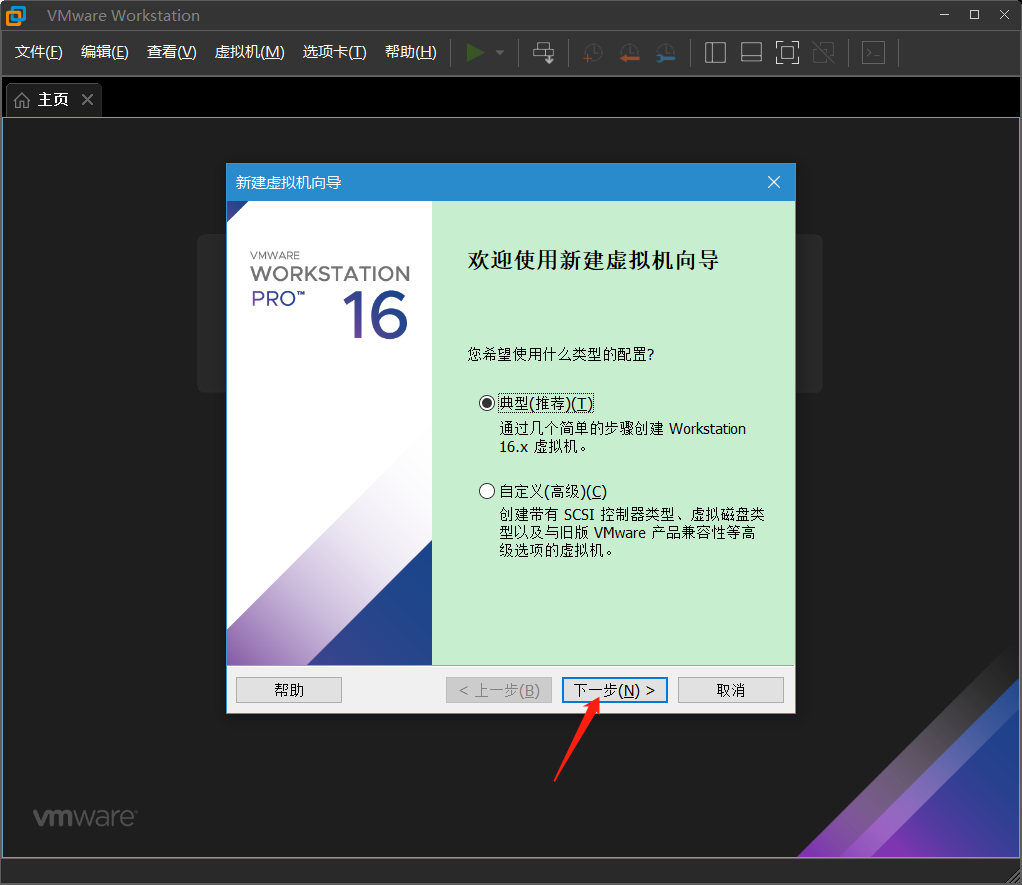 VMware Workstation
文件(F) 编辑(E) 查看(V) 虚拟机(M) 选项卡(T) 帮助(H)
主页
新建虚拟机向导
VMWARE
WORKSTATION
PRO™
16
欢迎使用新建虚拟机向导
您希望使用什么类型的配置?
典型(推荐)(T)
通过几个简单的步骤创建 Workstation
16.x 虚拟机。
自定义(高级)(C)
创建带有 SCSI 控制器类型、虚拟磁盘类
型以及与旧版 VMware 产品兼容性等高
级选项的虚拟机。
帮助 < 上一步(B) 下一步(N) > 取消
vmware